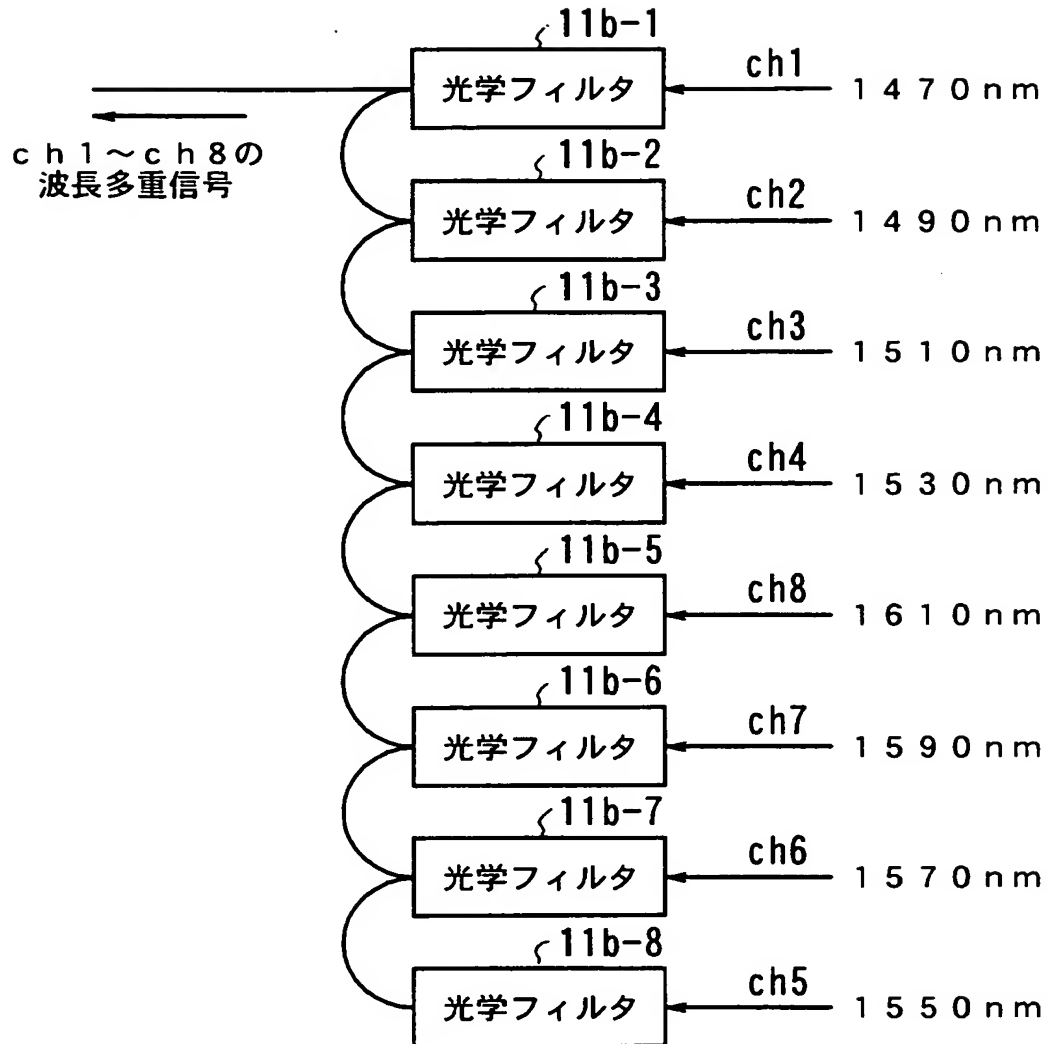 11b-1
光学フィルタ
ch1
1470nm
ch1～ch8の
波長多重信号
11b-2
光学フィルタ
ch2
1490nm
11b-3
光学フィルタ
ch3
1510nm
11b-4
光学フィルタ
ch4
1530nm
11b-5
光学フィルタ
ch8
1610nm
11b-6
光学フィルタ
ch7
1590nm
11b-7
光学フィルタ
ch6
1570nm
11b-8
光学フィルタ
ch5
1550nm